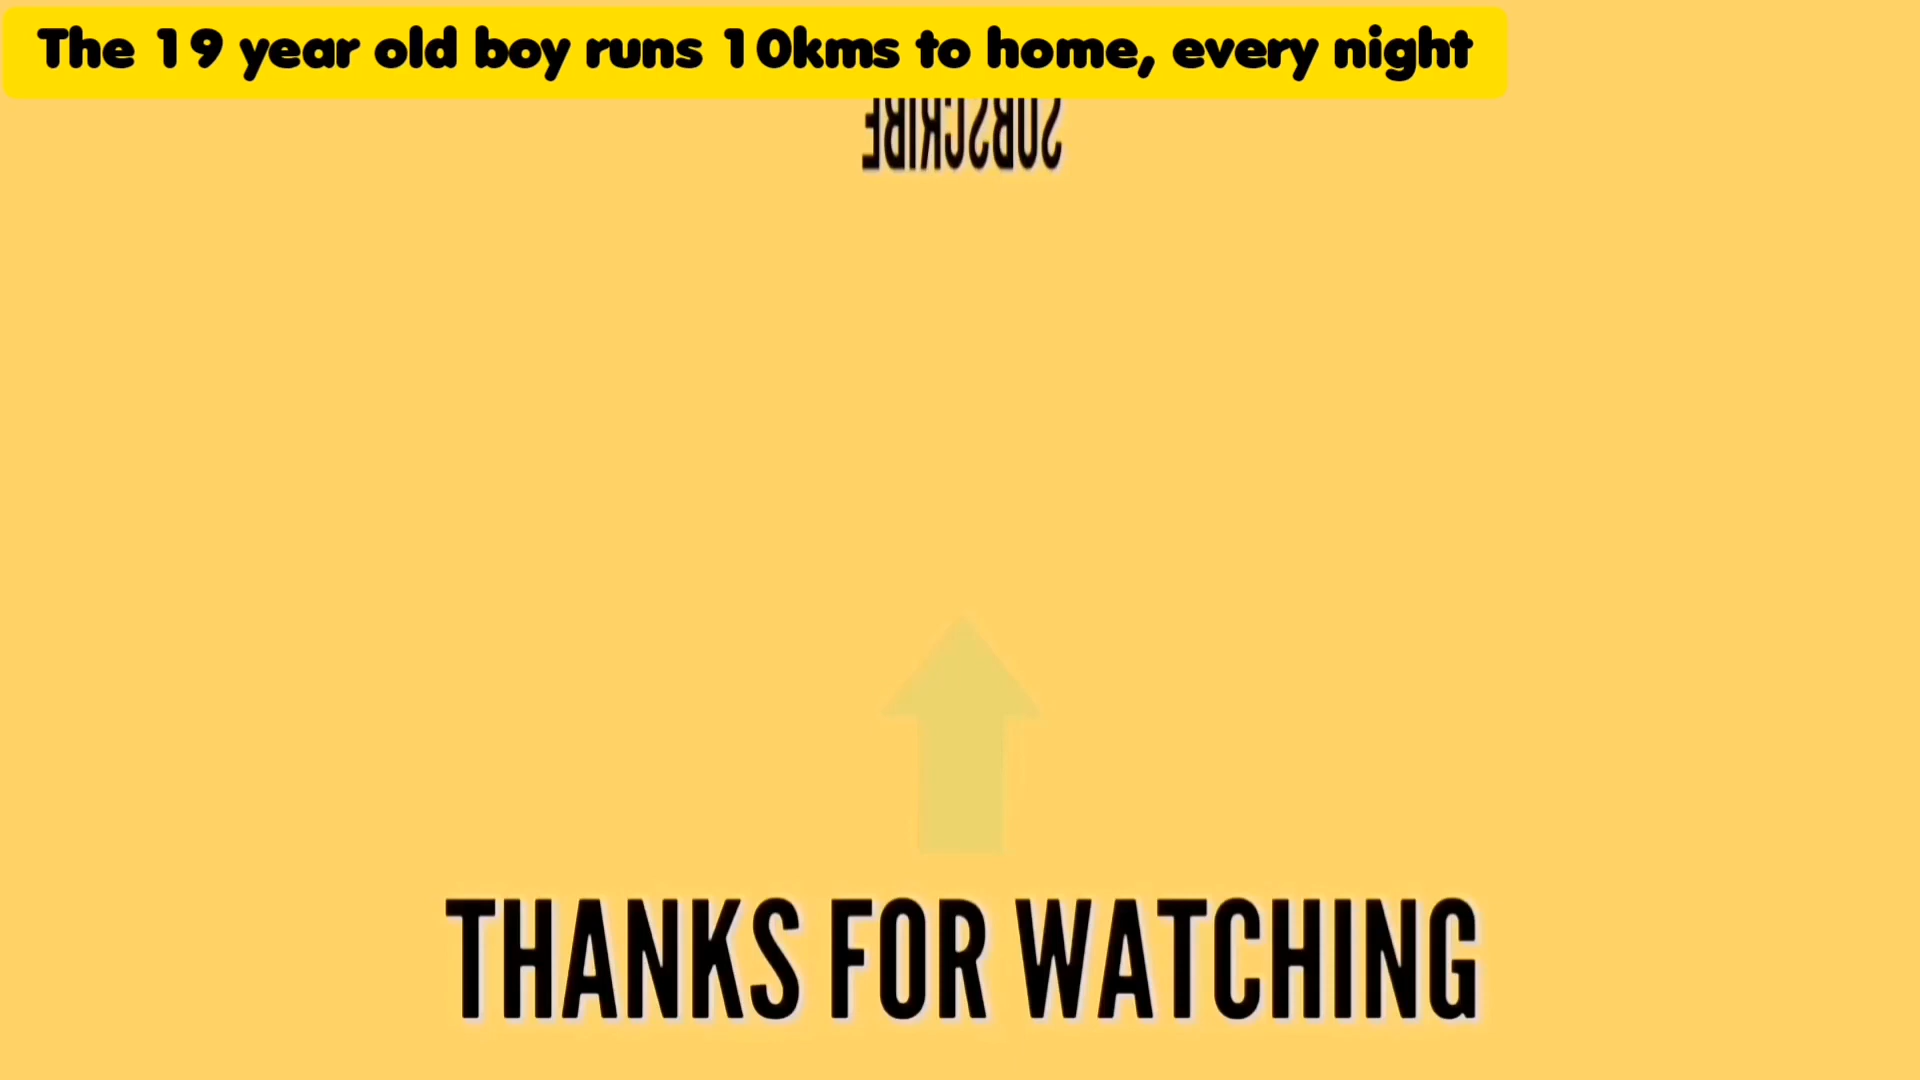 The 19 year old boy runs 10kms to home, every night
SUBSCRIBE
THANKS FOR WATCHING